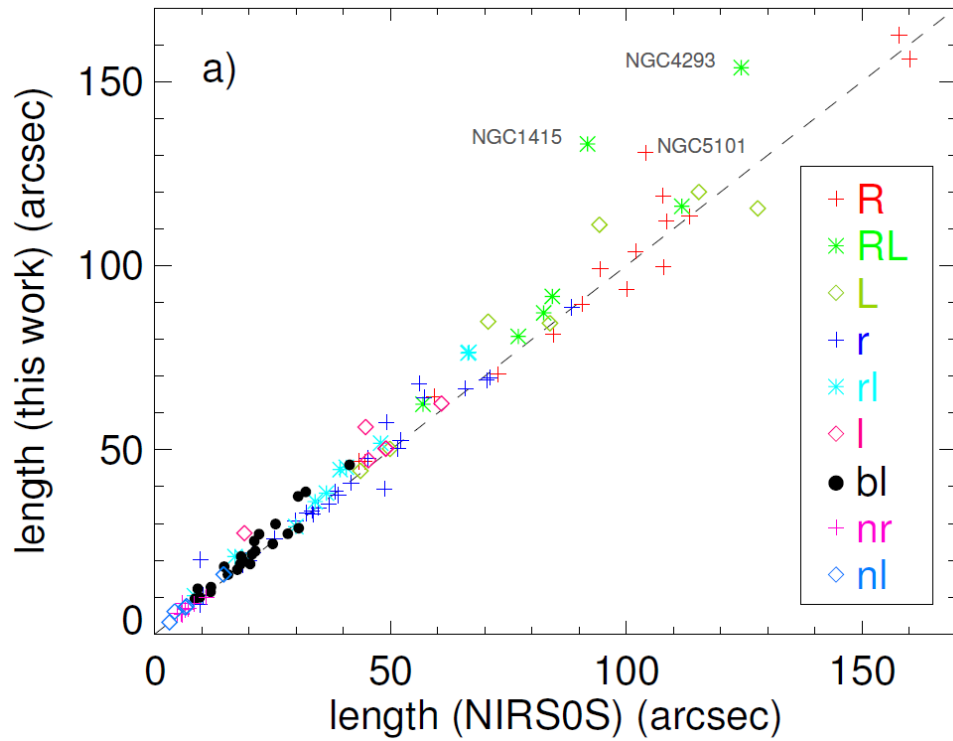 a)
NGC4293
NGC1415
NGC5101
150
100
50
0
length (this work) (arcsec)
R
RL
L
r
rl
l
bl
nr
nl
0 50 100 150
length (NIRS0S) (arcsec)